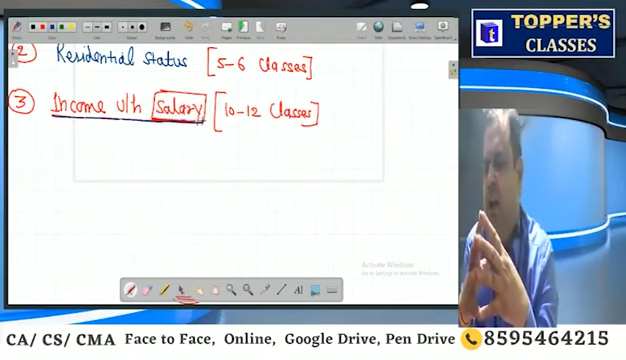 ② Residential Status [5-6 Classes]
③ Income u/h Salary [10-12 Classes]
TOPPER'S
CLASSES
t
Activate Windows
Go to Settings to activate Windows.
CA/ CS/ CMA Face to Face, Online, Google Drive, Pen Drive 8595464215